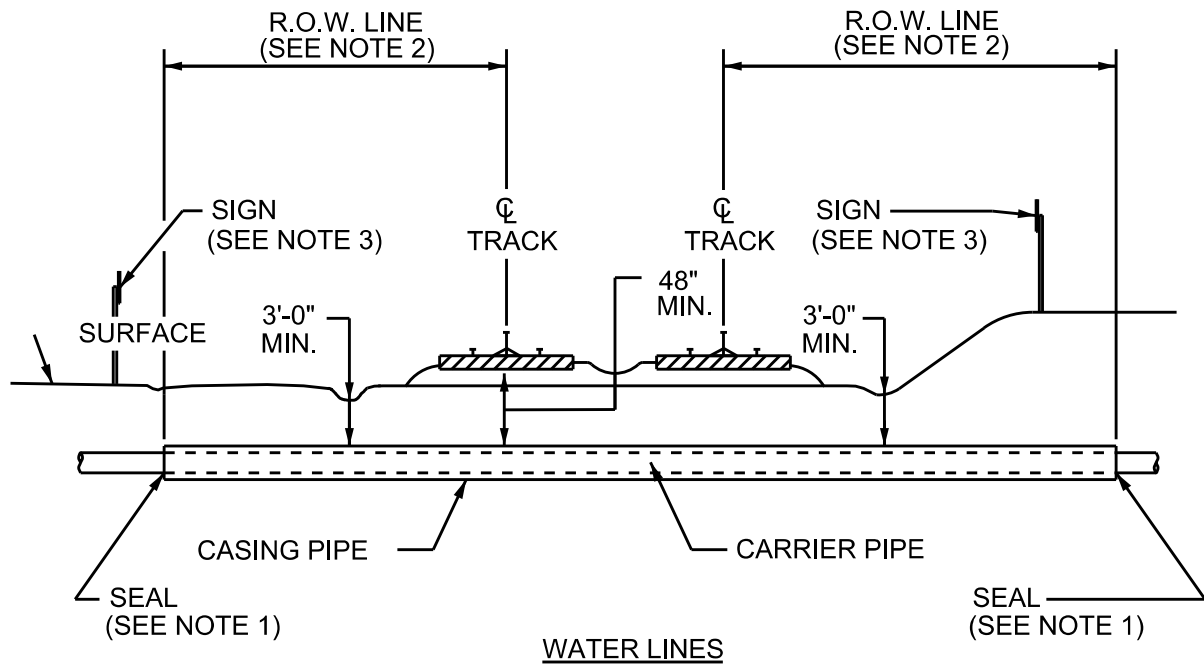 R.O.W. LINE
(SEE NOTE 2)
R.O.W. LINE
(SEE NOTE 2)
SIGN
(SEE NOTE 3)
℄
TRACK
℄
TRACK
SIGN
(SEE NOTE 3)
48"
MIN.
SURFACE
3'-0"
MIN.
3'-0"
MIN.
CASING PIPE
CARRIER PIPE
SEAL
(SEE NOTE 1)
SEAL
(SEE NOTE 1)
WATER LINES